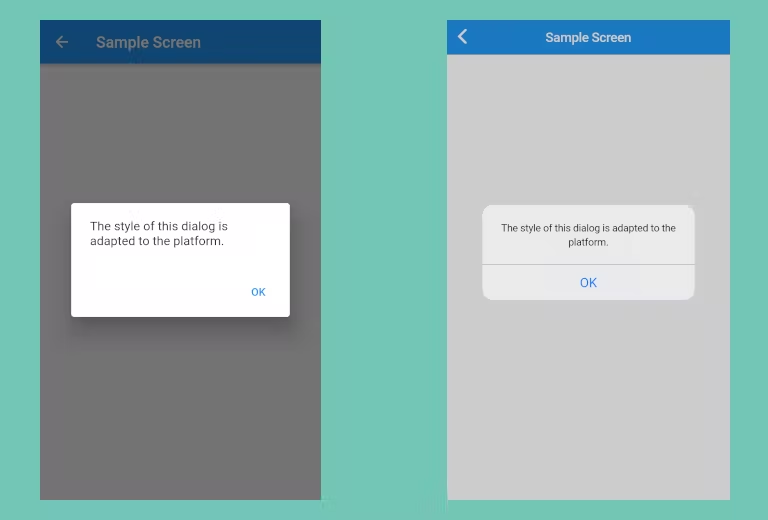 Sample Screen
The style of this dialog is
adapted to the platform.
OK
Sample Screen
The style of this dialog is adapted to the
platform.
OK